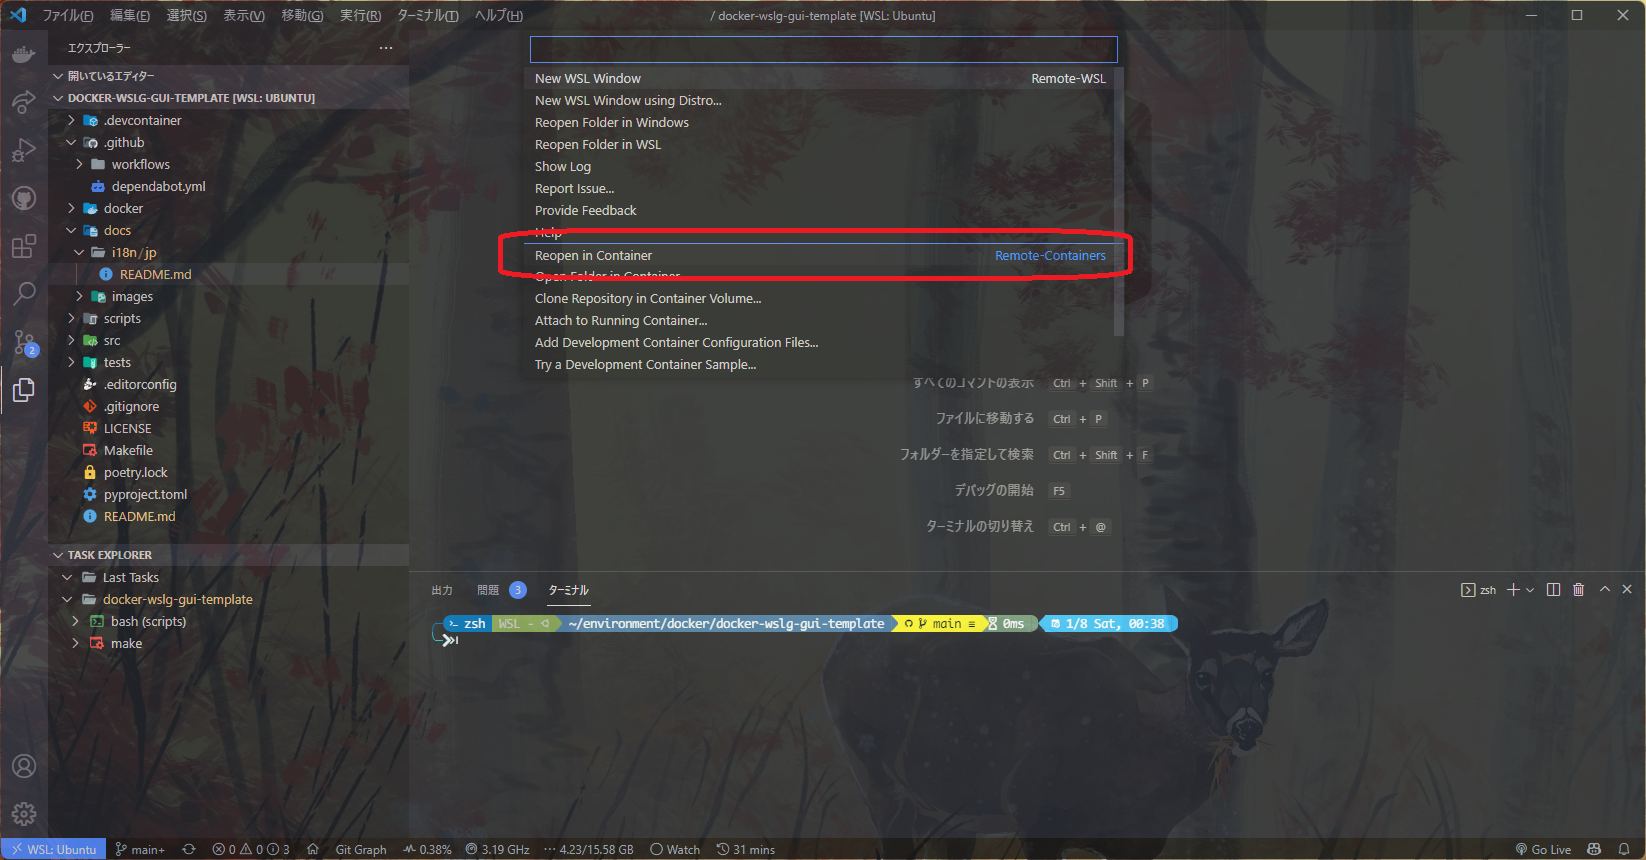 ファイル(F) 編集(E) 選択(S) 表示(V) 移動(G) 実行(R) ターミナル(T) ヘルプ(H) / docker-wslg-gui-template [WSL: Ubuntu]
エクスプローラー
開いているエディター
DOCKER-WSLG-GUI-TEMPLATE [WSL: UBUNTU]
.devcontainer
.github
workflows
dependabot.yml
docker
docs
i18n / jp
README.md
images
scripts
src
tests
.editorconfig
.gitignore
LICENSE
Makefile
poetry.lock
pyproject.toml
README.md
TASK EXPLORER
Last Tasks
docker-wslg-gui-template
bash (scripts)
make
New WSL Window Remote-WSL
New WSL Window using Distro...
Reopen Folder in Windows
Reopen Folder in WSL
Show Log
Report Issue...
Provide Feedback
Help
Reopen in Container Remote-Containers
Open Folder in Container...
Clone Repository in Container Volume...
Attach to Running Container...
Add Development Container Configuration Files...
Try a Development Container Sample...
すべてのコマンドの表示 Ctrl + Shift + P
ファイルに移動する Ctrl + P
フォルダーを指定して検索 Ctrl + Shift + F
デバッグの開始 F5
ターミナルの切り替え Ctrl + @
出力 問題 3 ターミナル zsh
zsh WSL - ~/environment/docker/docker-wslg-gui-template main ≡ 0ms 1/8 Sat, 00:38
2
WSL: Ubuntu main+ 0 0 3 Git Graph 0.38% 3.19 GHz 4.23/15.58 GB Watch 31 mins Go Live